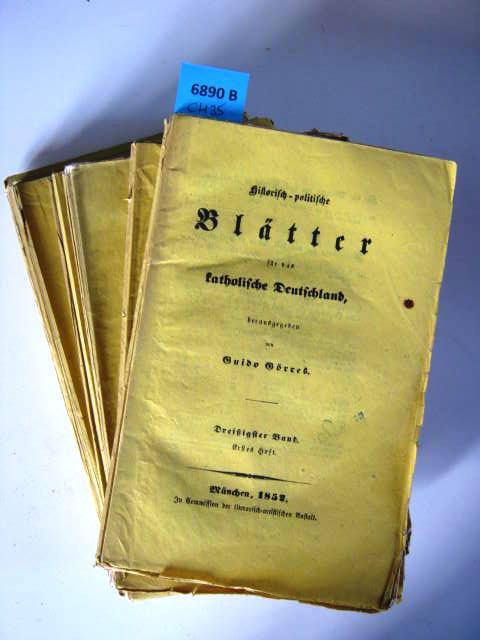 6890 B
CH35
Historisch-politische
Blätter
für das
katholische Deutschland,
herausgegeben
von
Guido Görres.
Dreißigster Band.
Erstes Heft.
München, 1852.
In Commission der literarisch-artistischen Anstalt.